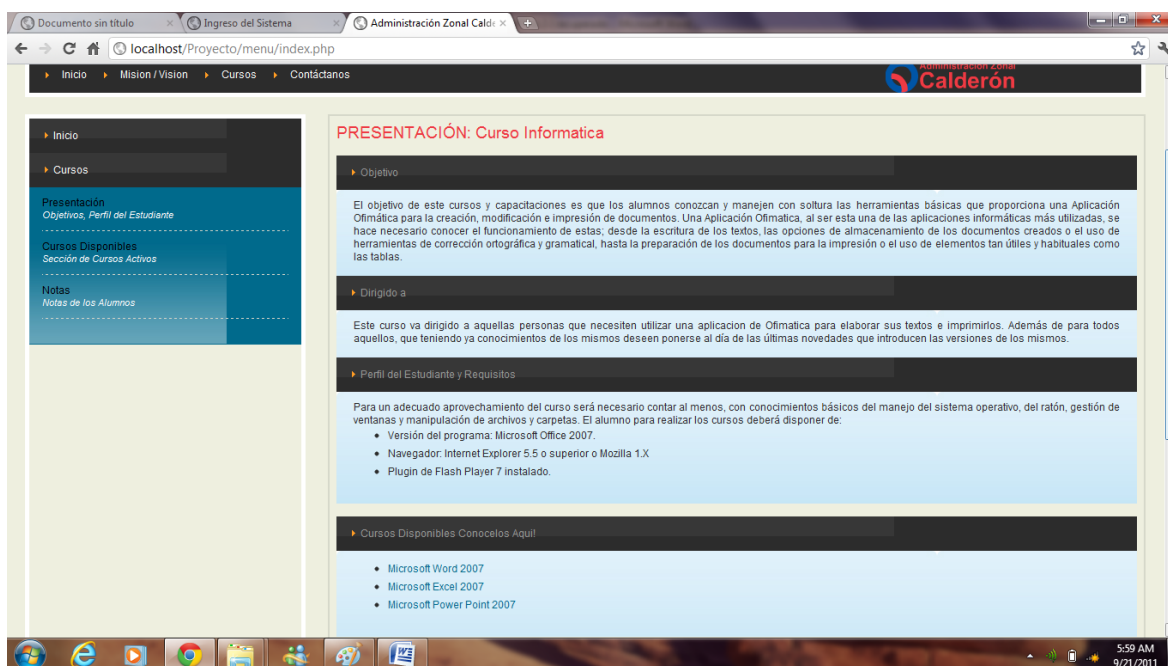 Documento sin título
Ingreso del Sistema
Administración Zonal Calde
localhost/Proyecto/menu/index.php
Inicio Mision / Vision Cursos Contáctanos
Administración Zonal
Calderón
Inicio
Cursos
Presentación
Objetivos, Perfil del Estudiante
Cursos Disponibles
Sección de Cursos Activos
Notas
Notas de los Alumnos
PRESENTACIÓN: Curso Informatica
Objetivo
El objetivo de este cursos y capacitaciones es que los alumnos conozcan y manejen con soltura las herramientas básicas que proporciona una Aplicación
Ofimática para la creación, modificación e impresión de documentos. Una Aplicación Ofimatica, al ser esta una de las aplicaciones informáticas más utilizadas, se
hace necesario conocer el funcionamiento de estas; desde la escritura de los textos, las opciones de almacenamiento de los documentos creados o el uso de
herramientas de corrección ortográfica y gramatical, hasta la preparación de los documentos para la impresión o el uso de elementos tan útiles y habituales como
las tablas.
Dirigido a
Este curso va dirigido a aquellas personas que necesiten utilizar una aplicacion de Ofimatica para elaborar sus textos e imprimirlos. Además de para todos
aquellos, que teniendo ya conocimientos de los mismos deseen ponerse al día de las últimas novedades que introducen las versiones de los mismos.
Perfil del Estudiante y Requisitos
Para un adecuado aprovechamiento del curso será necesario contar al menos, con conocimientos básicos del manejo del sistema operativo, del ratón, gestión de
ventanas y manipulación de archivos y carpetas. El alumno para realizar los cursos deberá disponer de:
Versión del programa: Microsoft Office 2007.
Navegador: Internet Explorer 5.5 o superior o Mozilla 1.X
Plugin de Flash Player 7 instalado.
Cursos Disponibles Conocelos Aqui!
Microsoft Word 2007
Microsoft Excel 2007
Microsoft Power Point 2007
5:59 AM
9/21/2011